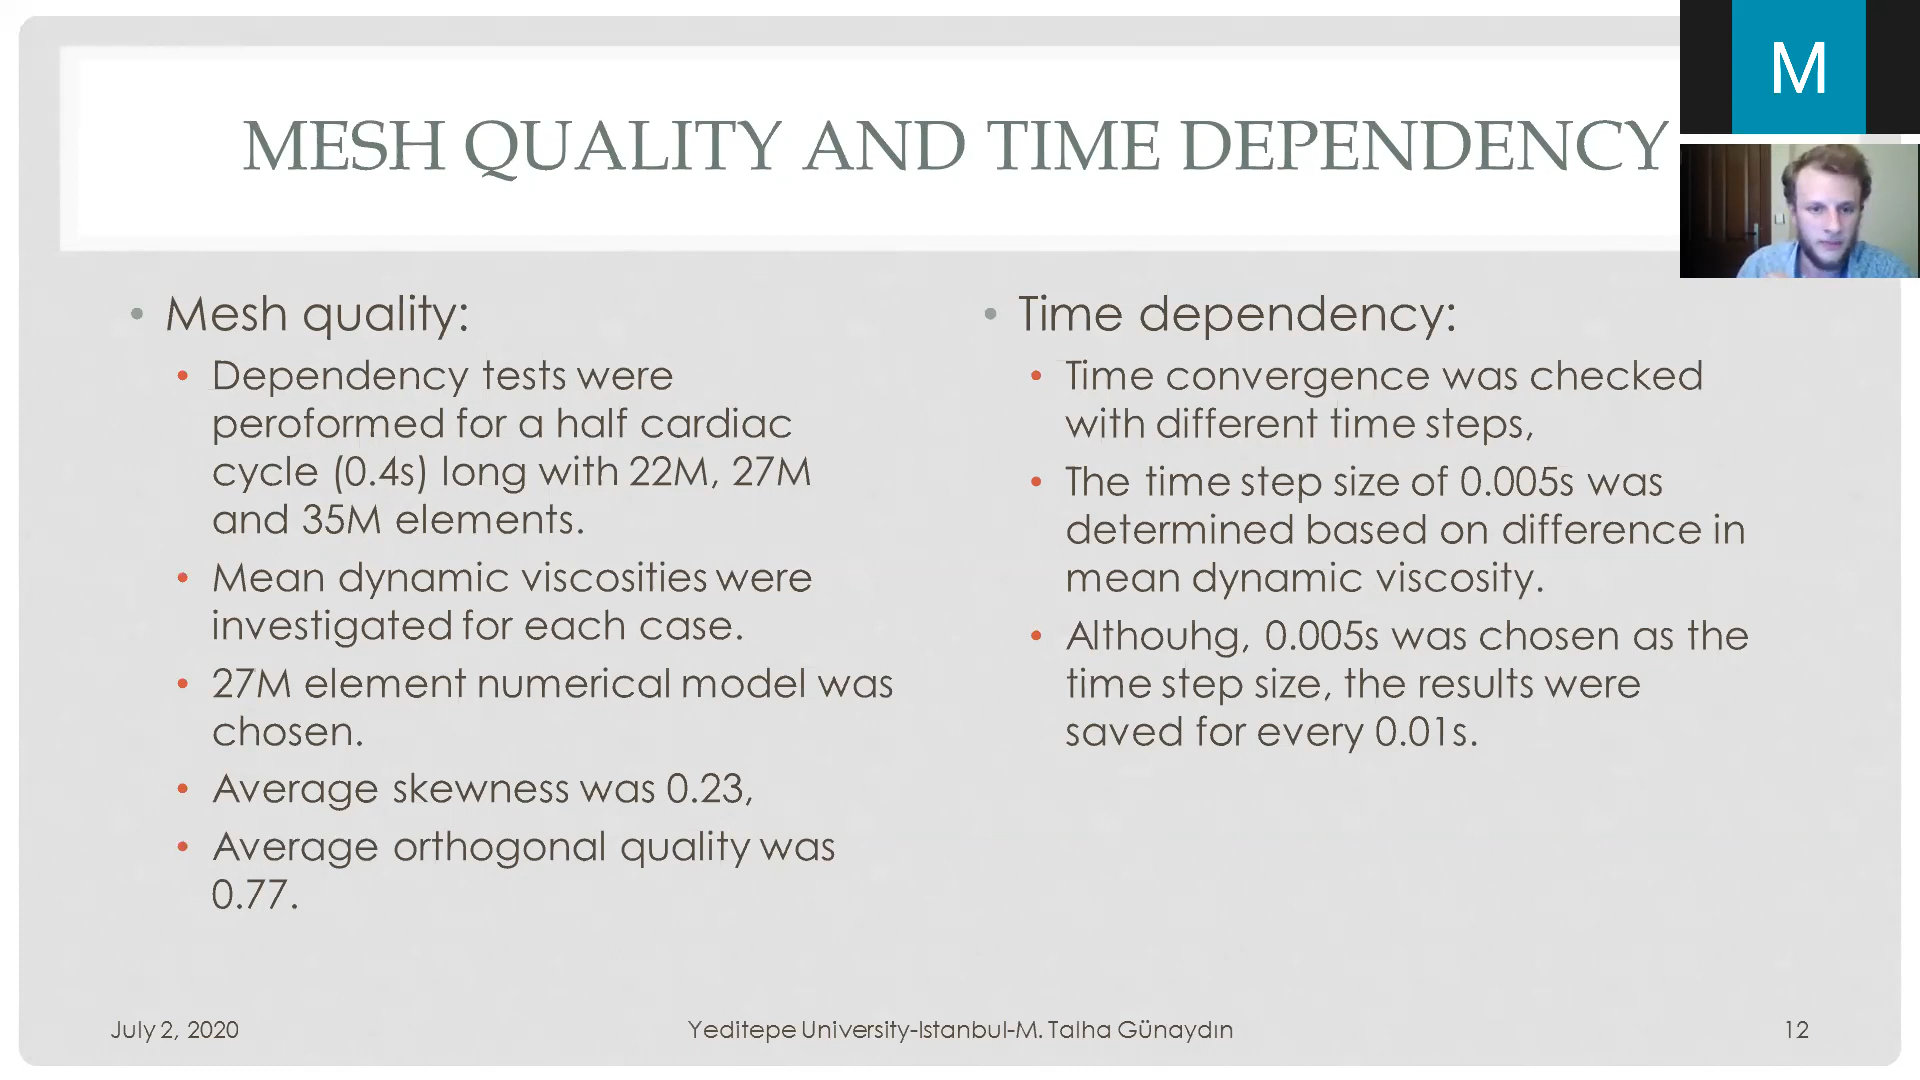 MESH QUALITY AND TIME DEPENDENCY
M
• Mesh quality:
• Dependency tests were
peroformed for a half cardiac
cycle (0.4s) long with 22M, 27M
and 35M elements.
• Mean dynamic viscosities were
investigated for each case.
• 27M element numerical model was
chosen.
• Average skewness was 0.23,
• Average orthogonal quality was
0.77.
• Time dependency:
• Time convergence was checked
with different time steps,
• The time step size of 0.005s was
determined based on difference in
mean dynamic viscosity.
• Althouhg, 0.005s was chosen as the
time step size, the results were
saved for every 0.01s.
July 2, 2020
Yeditepe University-Istanbul-M. Talha Günaydın
12